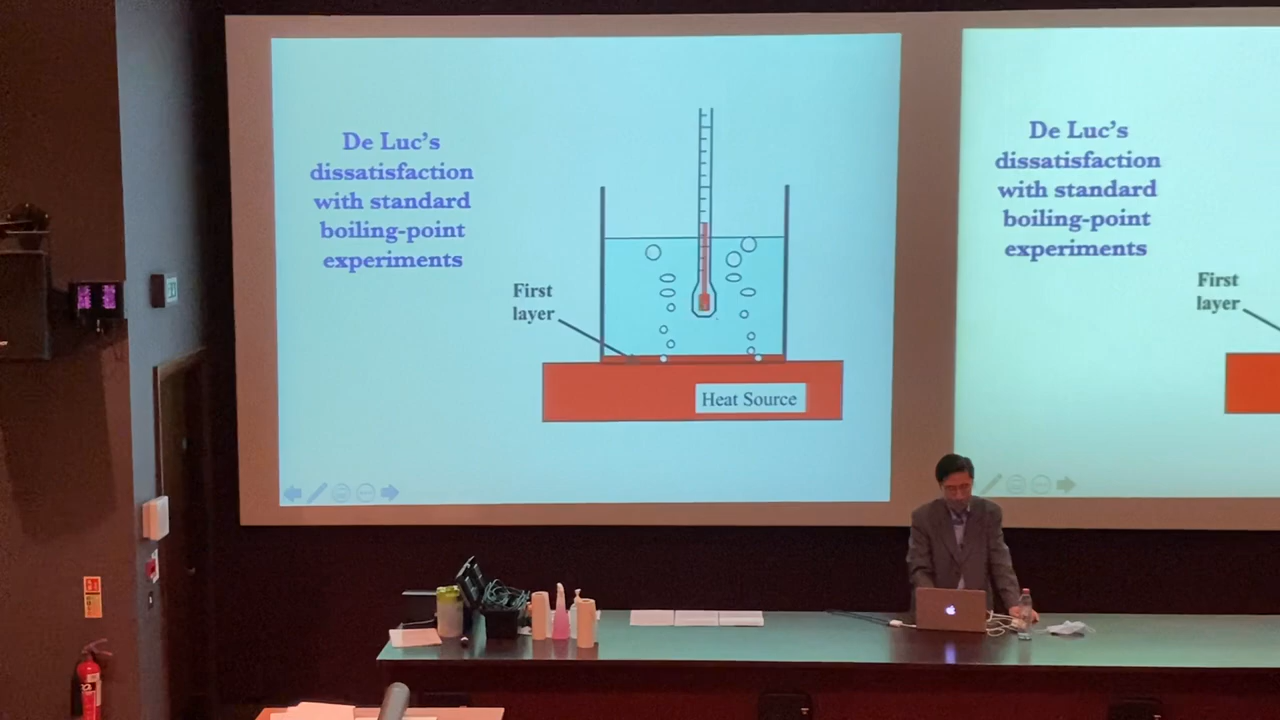 De Luc's
dissatisfaction
with standard
boiling-point
experiments
First
layer
Heat Source
De Luc's
dissatisfaction
with standard
boiling-point
experiments
First
layer